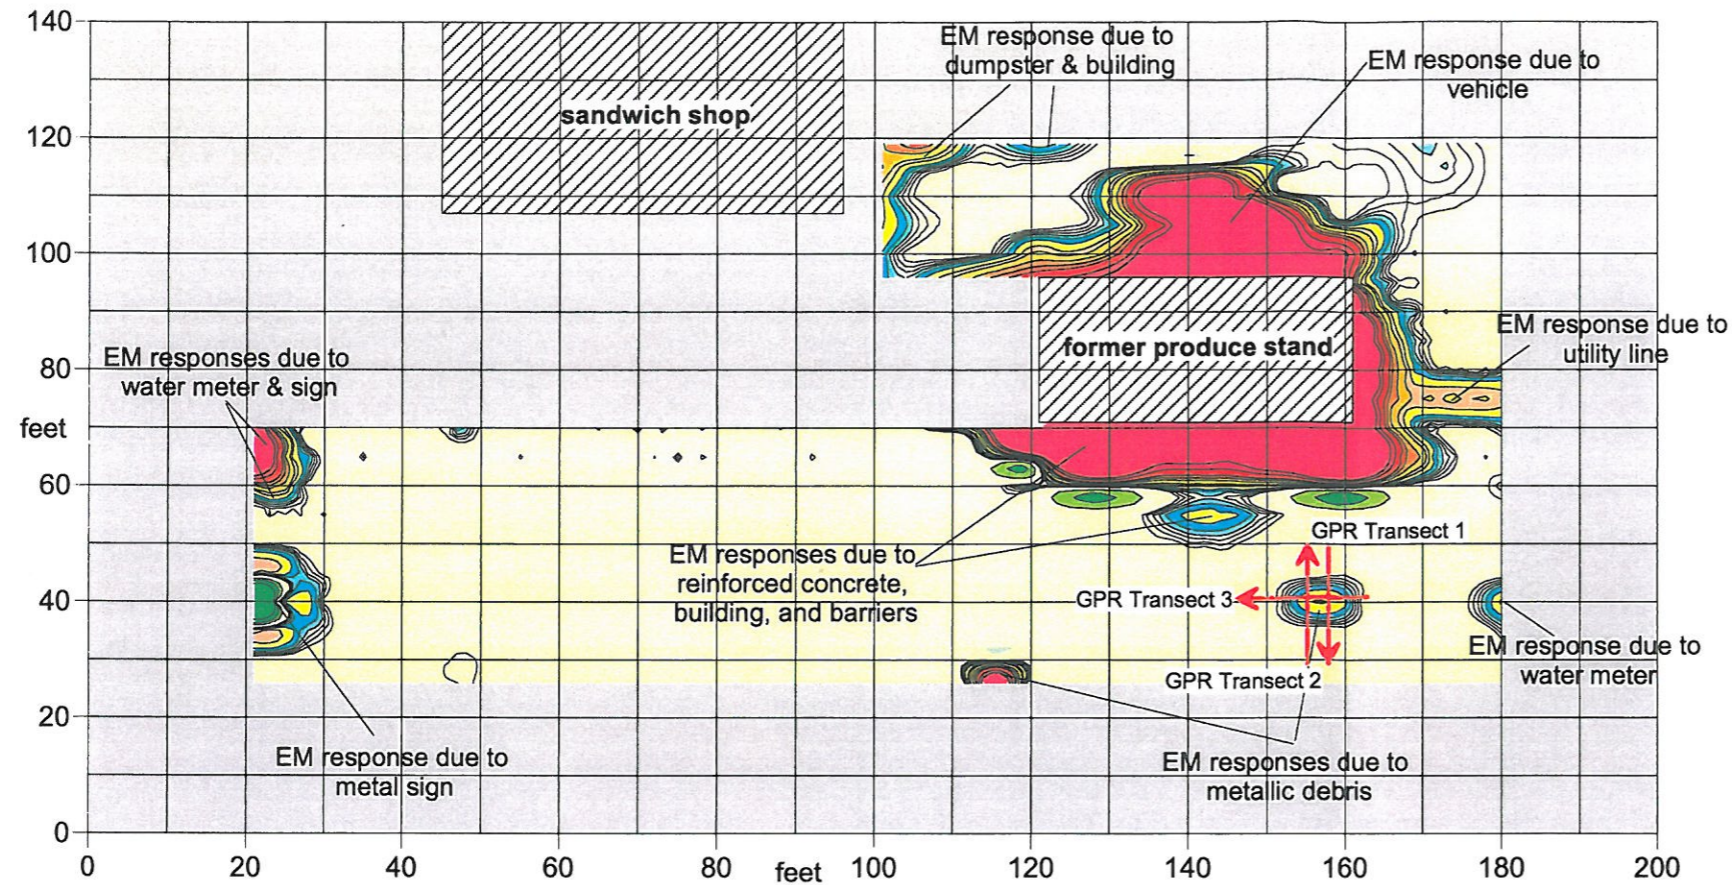 140
120
100
80
feet
60
40
20
0
0
20
40
60
80
feet
100
120
140
160
180
200
sandwich shop
EM response due to
dumpster & building
EM response due to
vehicle
EM response due to
utility line
former produce stand
EM responses due to
water meter & sign
GPR Transect 1
EM responses due to
reinforced concrete,
building, and barriers
GPR Transect 3
EM response due to
water meter
GPR Transect 2
EM response due to
metal sign
EM responses due to
metallic debris